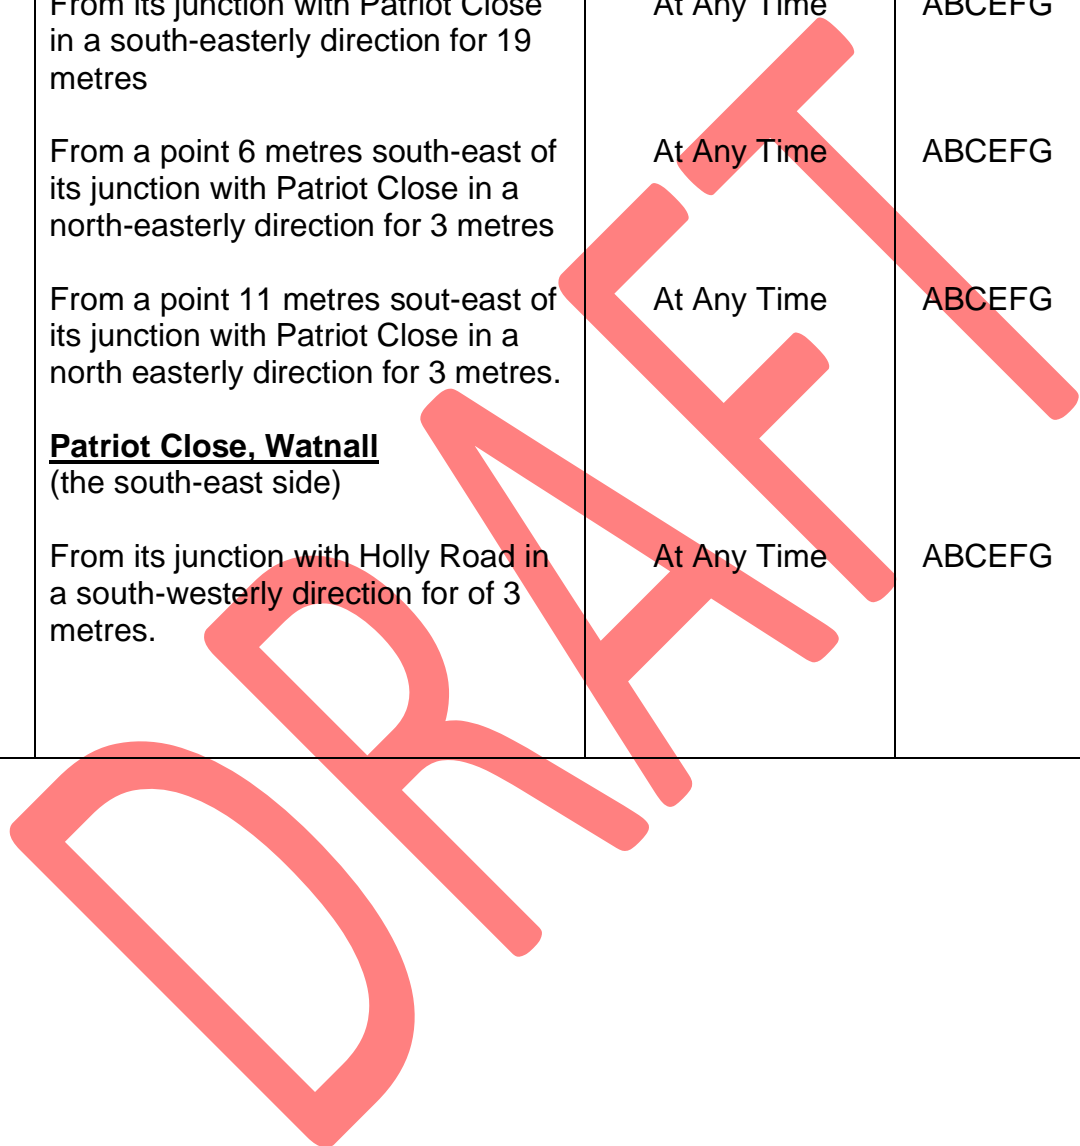 From its junction with Patriot Close At Any Time ABCEFG
in a south-easterly direction for 19
metres
From a point 6 metres south-east of At Any Time ABCEFG
its junction with Patriot Close in a
north-easterly direction for 3 metres
From a point 11 metres sout-east of At Any Time ABCEFG
its junction with Patriot Close in a
north easterly direction for 3 metres.
Patriot Close, Watnall
(the south-east side)
From its junction with Holly Road in At Any Time ABCEFG
a south-westerly direction for of 3
metres.
DRAFT